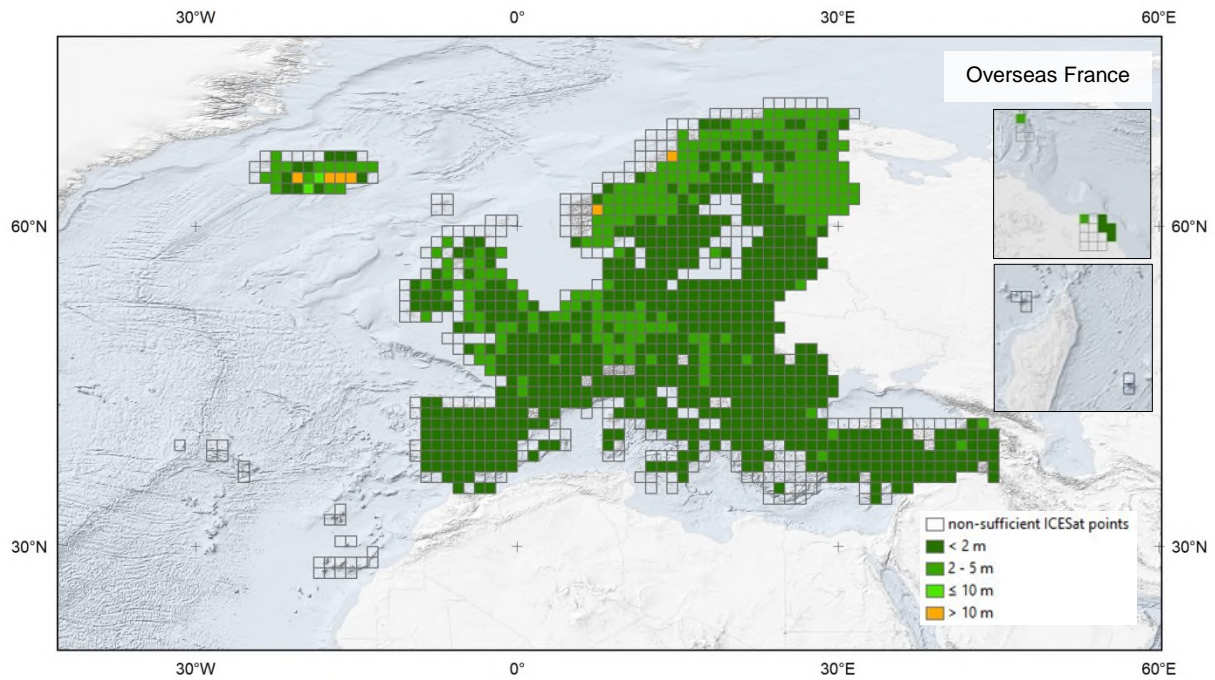 30°W 0° 30°E 60°E
Overseas France
60°N 60°N
30°N 30°N
non-sufficient ICESat points
< 2 m
2 - 5 m
≤ 10 m
> 10 m
30°W 0° 30°E 60°E